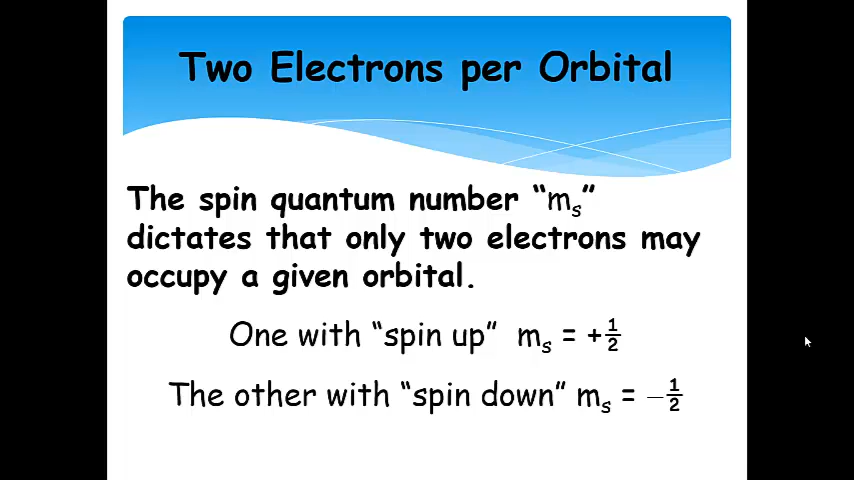 Two Electrons per Orbital
The spin quantum number “mₛ”
dictates that only two electrons may
occupy a given orbital.
One with “spin up” mₛ = +½
The other with “spin down” mₛ = −½